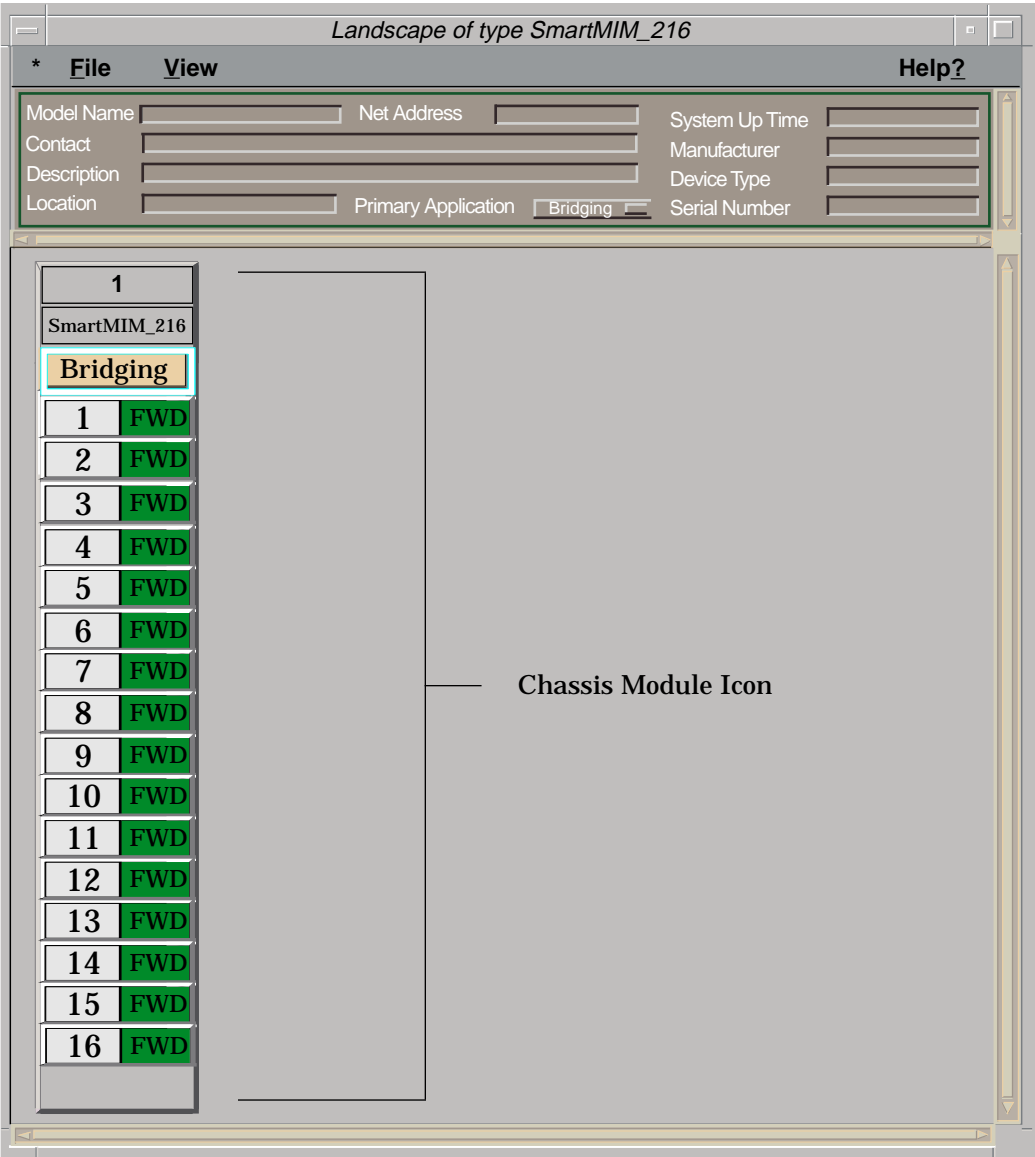 Landscape of type SmartMIM_216
* File View Help?
Model Name Net Address System Up Time
Contact Manufacturer
Description Device Type
Location Primary Application Bridging Serial Number
1
SmartMIM_216
Bridging
1 FWD
2 FWD
3 FWD
4 FWD
5 FWD
6 FWD
7 FWD
Chassis Module Icon
8 FWD
9 FWD
10 FWD
11 FWD
12 FWD
13 FWD
14 FWD
15 FWD
16 FWD